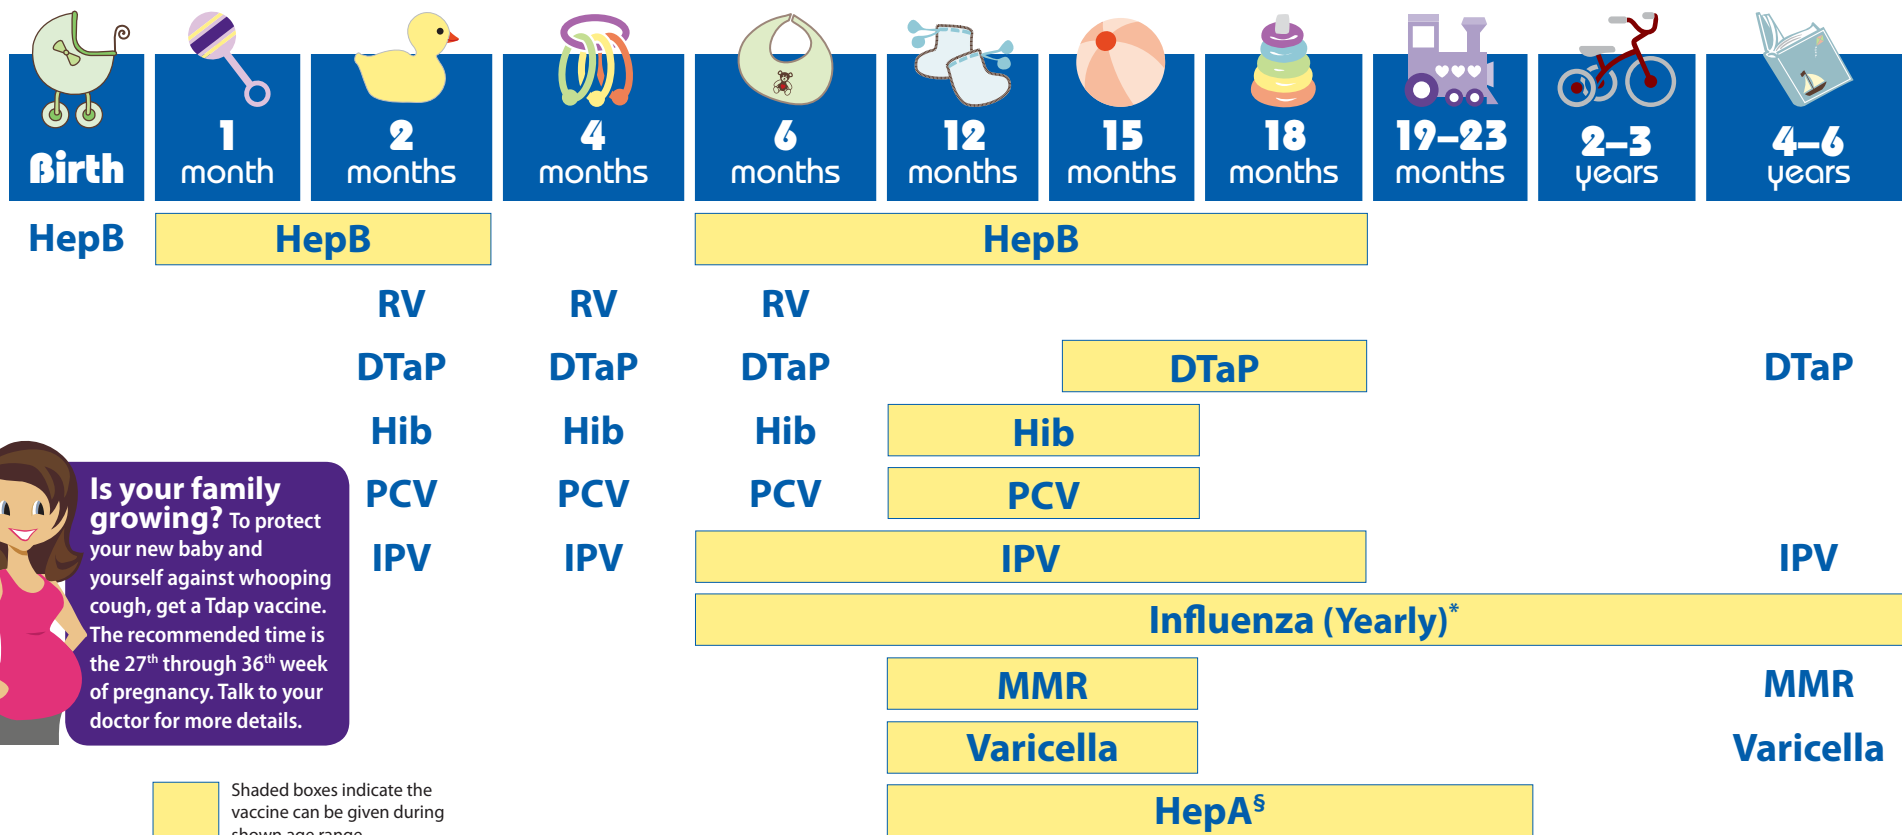 Birth
1
month
2
months
4
months
6
months
12
months
15
months
18
months
19–23
months
2–3
years
4–6
years
HepB HepB HepB
RV RV RV
DTaP DTaP DTaP DTaP DTaP
Hib Hib Hib Hib
PCV PCV PCV PCV
IPV IPV IPV IPV
Influenza (Yearly)*
MMR MMR
Varicella Varicella
HepA§
Is your family
growing? To protect
your new baby and
yourself against whooping
cough, get a Tdap vaccine.
The recommended time is
the 27th through 36th week
of pregnancy. Talk to your
doctor for more details.
Shaded boxes indicate the
vaccine can be given during
shown age range.